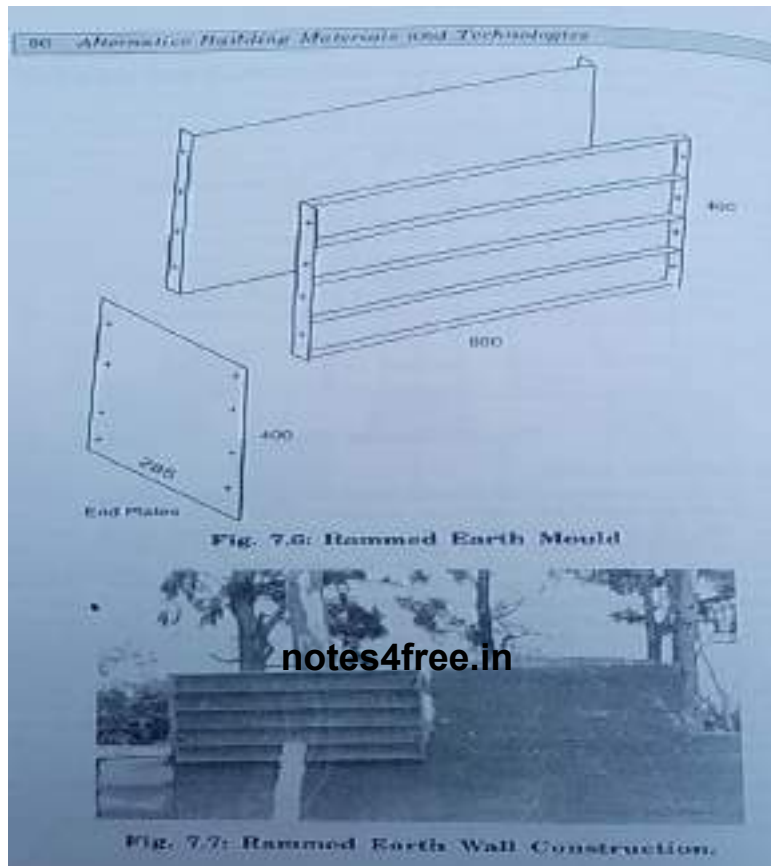 Alternative Building Materials and Technologies
400
800
400
End Plates
Fig. 7.6: Rammed Earth Mould
notes4free.in
Fig. 7.7: Rammed Earth Wall Construction.